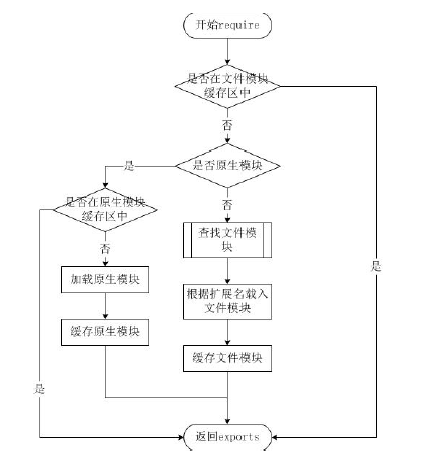 开始require
是否在文件模块
缓存区中
否
是
是否原生模块
是否在原生模块
缓存区中
否
查找文件模
块
否
是
加载原生模块
根据扩展名载入
文件模块
缓存原生模块
缓存文件模块
是
返回exports